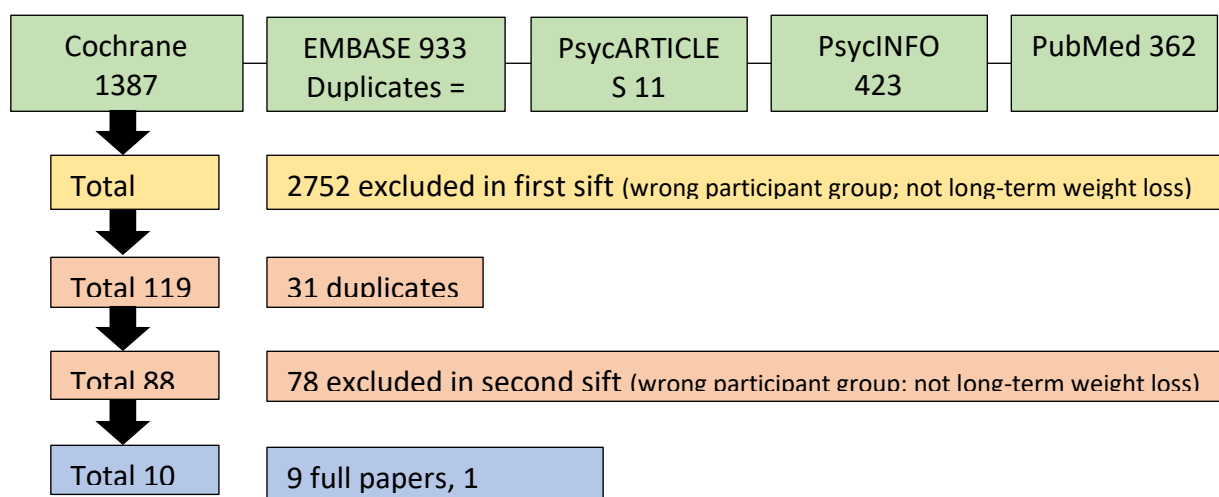 Cochrane
1387
EMBASE 933
Duplicates =
PsycARTICLE
S 11
PsycINFO
423
PubMed 362
Total
2752 excluded in first sift (wrong participant group; not long-term weight loss)
Total 119
31 duplicates
Total 88
78 excluded in second sift (wrong participant group; not long-term weight loss)
Total 10
9 full papers, 1